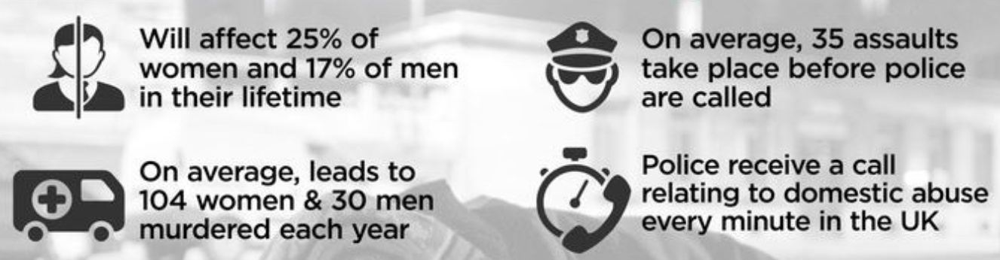 Will affect 25% of
women and 17% of men
in their lifetime
On average, 35 assaults
take place before police
are called
On average, leads to
104 women & 30 men
murdered each year
Police receive a call
relating to domestic abuse
every minute in the UK